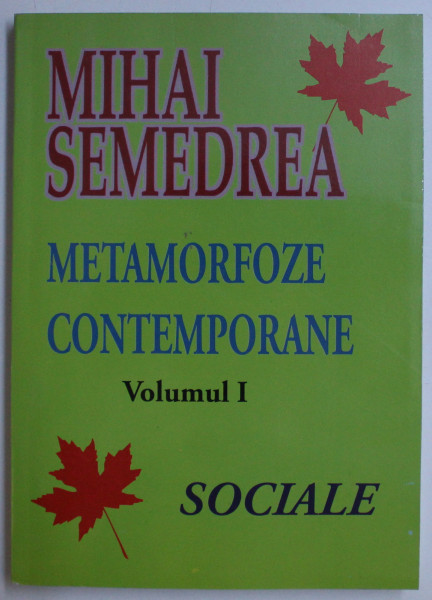 MIHAI
SEMEDREA
METAMORFOZE
CONTEMPORANE
Volumul I
SOCIALE